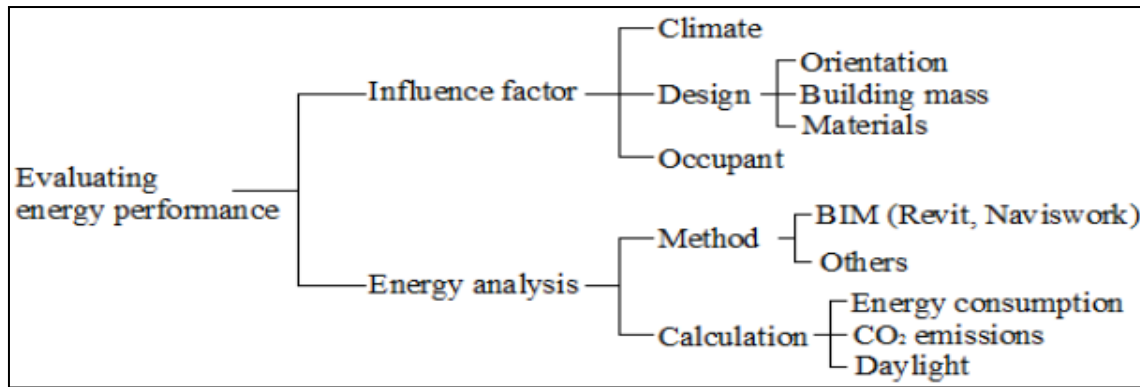 Climate
Orientation
Influence factor
Design
Building mass
Materials
Occupant
Evaluating
energy performance
BIM (Revit, Naviswork)
Method
Others
Energy analysis
Energy consumption
Calculation
CO₂ emissions
Daylight